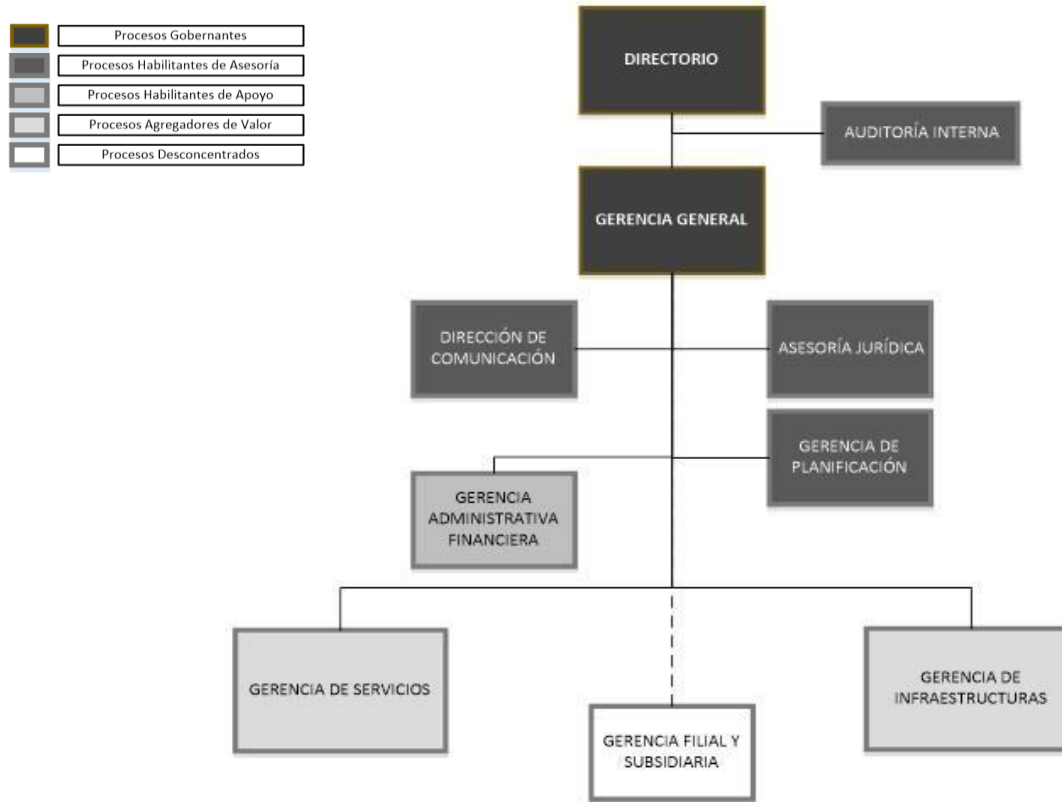 Procesos Gobernantes
Procesos Habilitantes de Asesoría
Procesos Habilitantes de Apoyo
Procesos Agregadores de Valor
Procesos Desconcentrados
DIRECTORIO
AUDITORÍA INTERNA
GERENCIA GENERAL
DIRECCIÓN DE
COMUNICACIÓN
ASESORÍA JURÍDICA
GERENCIA DE
PLANIFICACIÓN
GERENCIA
ADMINISTRATIVA
FINANCIERA
GERENCIA DE SERVICIOS
GERENCIA FILIAL Y
SUBSIDIARIA
GERENCIA DE
INFRAESTRUCTURAS